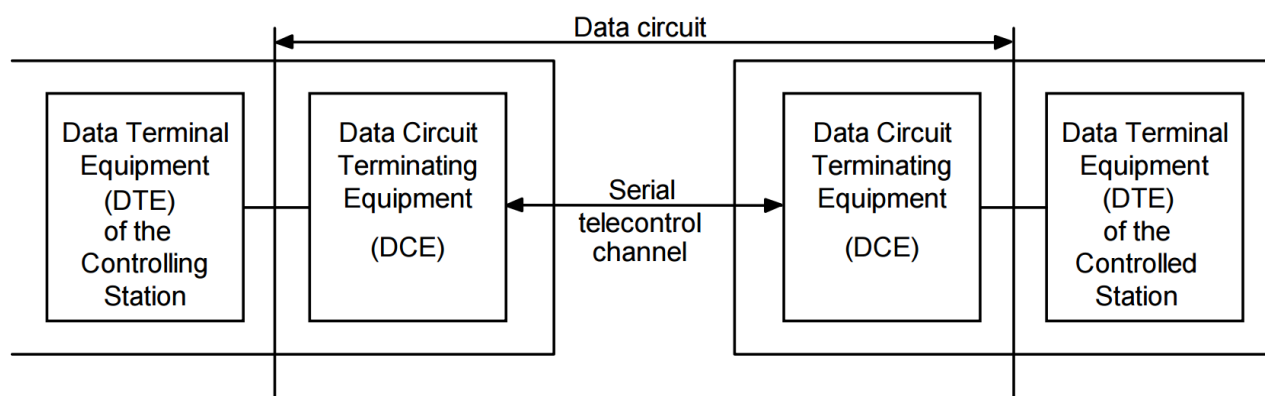 Data circuit
Data Terminal
Equipment
(DTE)
of the
Controlling
Station
Data Circuit
Terminating
Equipment
(DCE)
Serial
telecontrol
channel
Data Circuit
Terminating
Equipment
(DCE)
Data Terminal
Equipment
(DTE)
of the
Controlled
Station